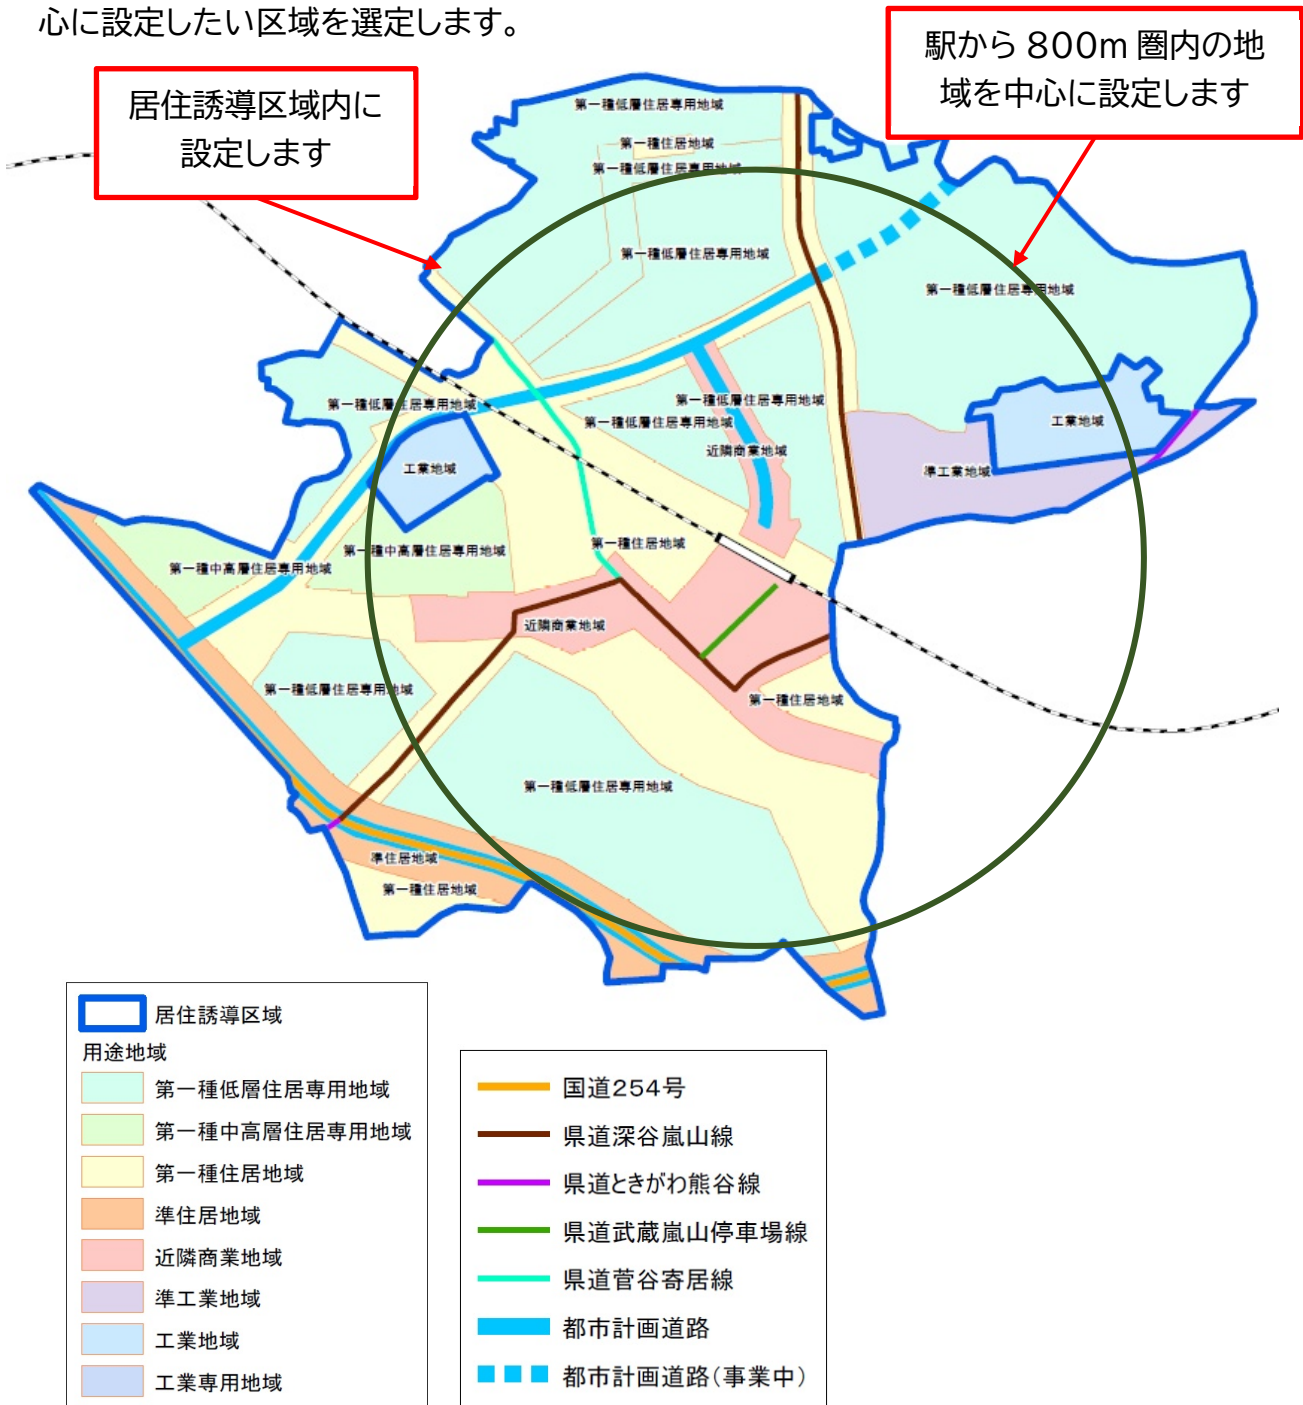 心に設定したい区域を選定します。
居住誘導区域内に
設定します
駅から 800m 圏内の地
域を中心に設定します
第一種低層住居専用地域
第一種住居地域
第一種低層住居専用地域
第一種低層住居専用地域
第一種低層住居専用地域
第一種低層住居専用地域
第一種低層住居専用地域
第一種低層住居専用地域
近隣商業地域
工業地域
工業地域
準工業地域
第一種住居地域
第一種中高層住居専用地域
第一種中高層住居専用地域
近隣商業地域
第一種低層住居専用地域
第一種住居地域
第一種低層住居専用地域
準住居地域
第一種住居地域
居住誘導区域
用途地域
第一種低層住居専用地域
第一種中高層住居専用地域
第一種住居地域
準住居地域
近隣商業地域
準工業地域
工業地域
工業専用地域
国道254号
県道深谷嵐山線
県道ときがわ熊谷線
県道武蔵嵐山停車場線
県道菅谷寄居線
都市計画道路
都市計画道路(事業中)